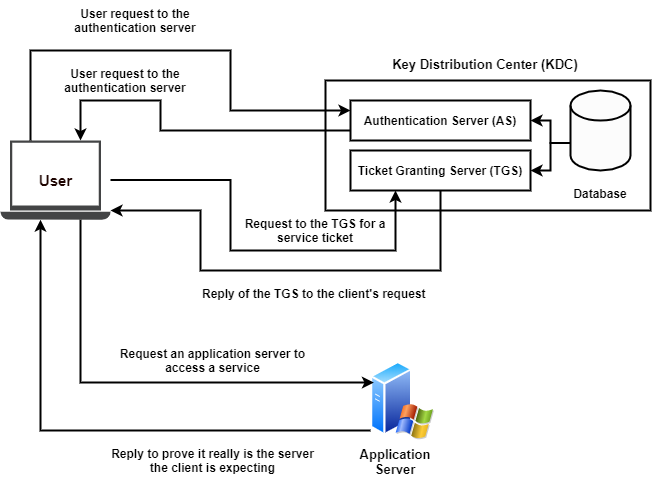 User request to the
authentication server
User request to the
authentication server
Key Distribution Center (KDC)
Authentication Server (AS)
Ticket Granting Server (TGS)
Database
User
Request to the TGS for a
service ticket
Reply of the TGS to the client's request
Request an application server to
access a service
Reply to prove it really is the server
the client is expecting
Application
Server